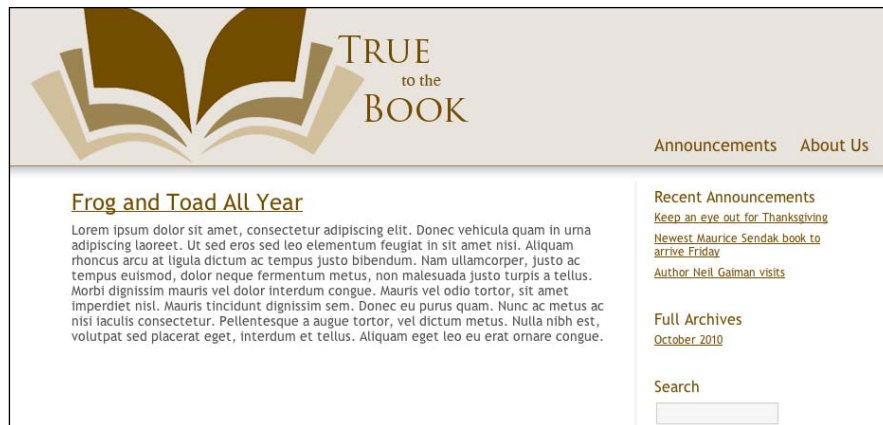 TRUE
to the
BOOK
Announcements About Us
Frog and Toad All Year
Lorem ipsum dolor sit amet, consectetur adipiscing elit. Donec vehicula quam in urna
adipiscing laoreet. Ut sed eros sed leo elementum feugiat in sit amet nisi. Aliquam
rhoncus arcu at ligula dictum ac tempus justo bibendum. Nam ullamcorper, justo ac
tempus euismod, dolor neque fermentum metus, non malesuada justo turpis a tellus.
Morbi dignissim mauris vel dolor interdum congue. Mauris vel odio tortor, sit amet
imperdiet nisl. Mauris tincidunt dignissim sem. Donec eu purus quam. Nunc ac metus ac
nisi iaculis consectetur. Pellentesque a augue tortor, vel dictum metus. Nulla nibh est,
volutpat sed placerat eget, interdum et tellus. Aliquam eget leo eu erat ornare congue.
Recent Announcements
Keep an eye out for Thanksgiving
Newest Maurice Sendak book to
arrive Friday
Author Neil Gaiman visits
Full Archives
October 2010
Search